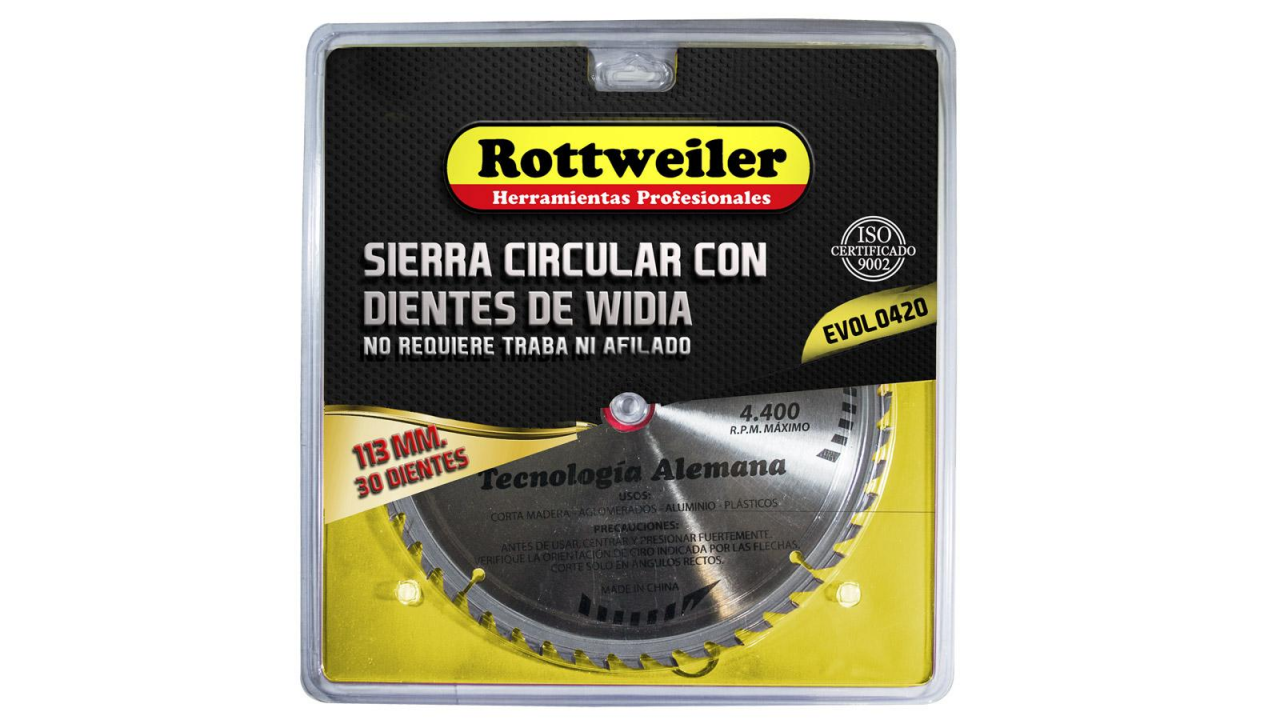 Rottweiler
Herramientas Profesionales
SIERRA CIRCULAR CON
DIENTES DE WIDIA
NO REQUIERE TRABA NI AFILADO
ISO
CERTIFICADO
9002
EVOL0420
113 MM.
30 DIENTES
4.400
R.P.M. MÁXIMO
Tecnología Alemana
USOS:
CORTA MADERA - AGLOMERADOS - ALUMINIO - PLÁSTICOS
PRECAUCIONES:
ANTES DE USAR, CENTRAR Y PRESIONAR FUERTEMENTE.
VERIFIQUE LA ORIENTACIÓN DE GIRO INDICADA POR LAS FLECHAS.
CORTE SOLO EN ÁNGULOS RECTOS.
MADE IN CHINA